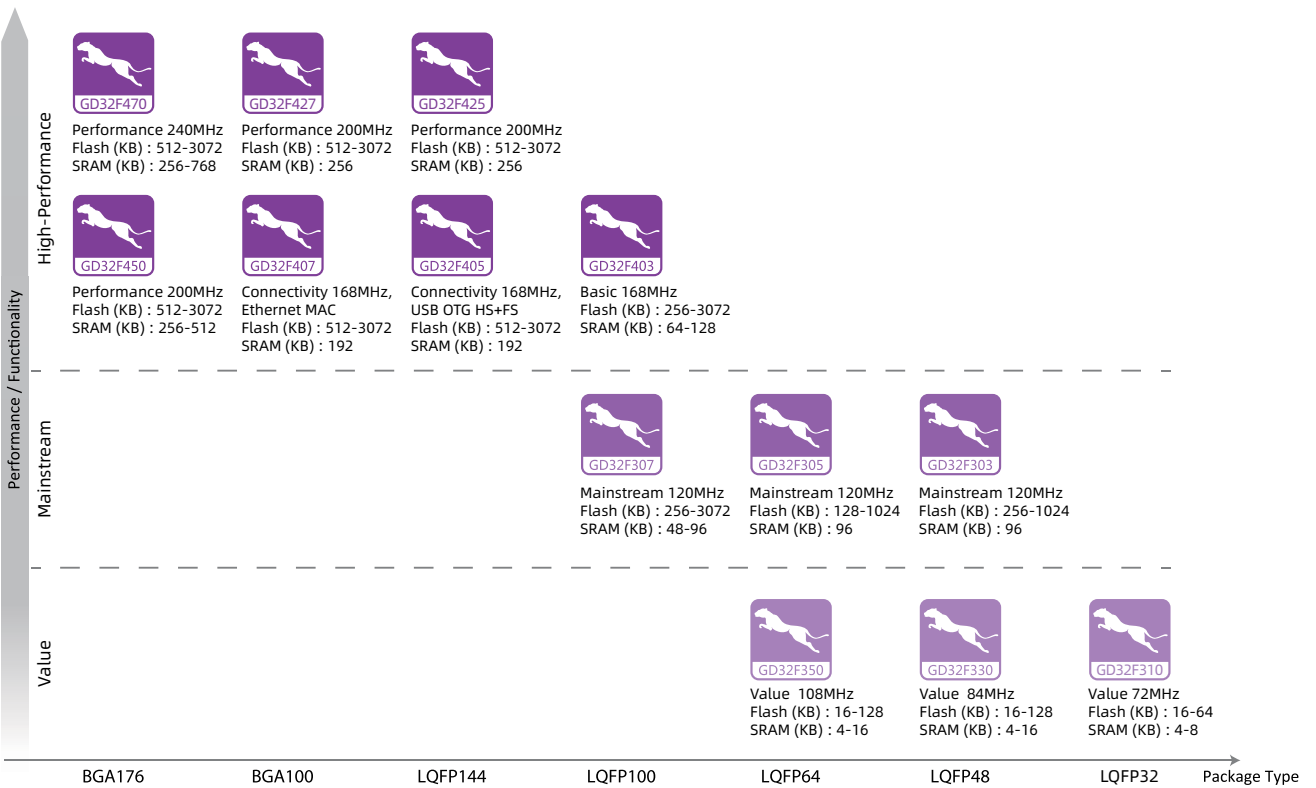 Performance / Functionality
High-Performance
GD32F470
Performance 240MHz
Flash (KB) : 512-3072
SRAM (KB) : 256-768
GD32F427
Performance 200MHz
Flash (KB) : 512-3072
SRAM (KB) : 256
GD32F425
Performance 200MHz
Flash (KB) : 512-3072
SRAM (KB) : 256
GD32F450
Performance 200MHz
Flash (KB) : 512-3072
SRAM (KB) : 256-512
GD32F407
Connectivity 168MHz,
Ethernet MAC
Flash (KB) : 512-3072
SRAM (KB) : 192
GD32F405
Connectivity 168MHz,
USB OTG HS+FS
Flash (KB) : 512-3072
SRAM (KB) : 192
GD32F403
Basic 168MHz
Flash (KB) : 256-3072
SRAM (KB) : 64-128
Mainstream
GD32F307
Mainstream 120MHz
Flash (KB) : 256-3072
SRAM (KB) : 48-96
GD32F305
Mainstream 120MHz
Flash (KB) : 128-1024
SRAM (KB) : 96
GD32F303
Mainstream 120MHz
Flash (KB) : 256-1024
SRAM (KB) : 96
Value
GD32F350
Value 108MHz
Flash (KB) : 16-128
SRAM (KB) : 4-16
GD32F330
Value 84MHz
Flash (KB) : 16-128
SRAM (KB) : 4-16
GD32F310
Value 72MHz
Flash (KB) : 16-64
SRAM (KB) : 4-8
BGA176
BGA100
LQFP144
LQFP100
LQFP64
LQFP48
LQFP32
Package Type